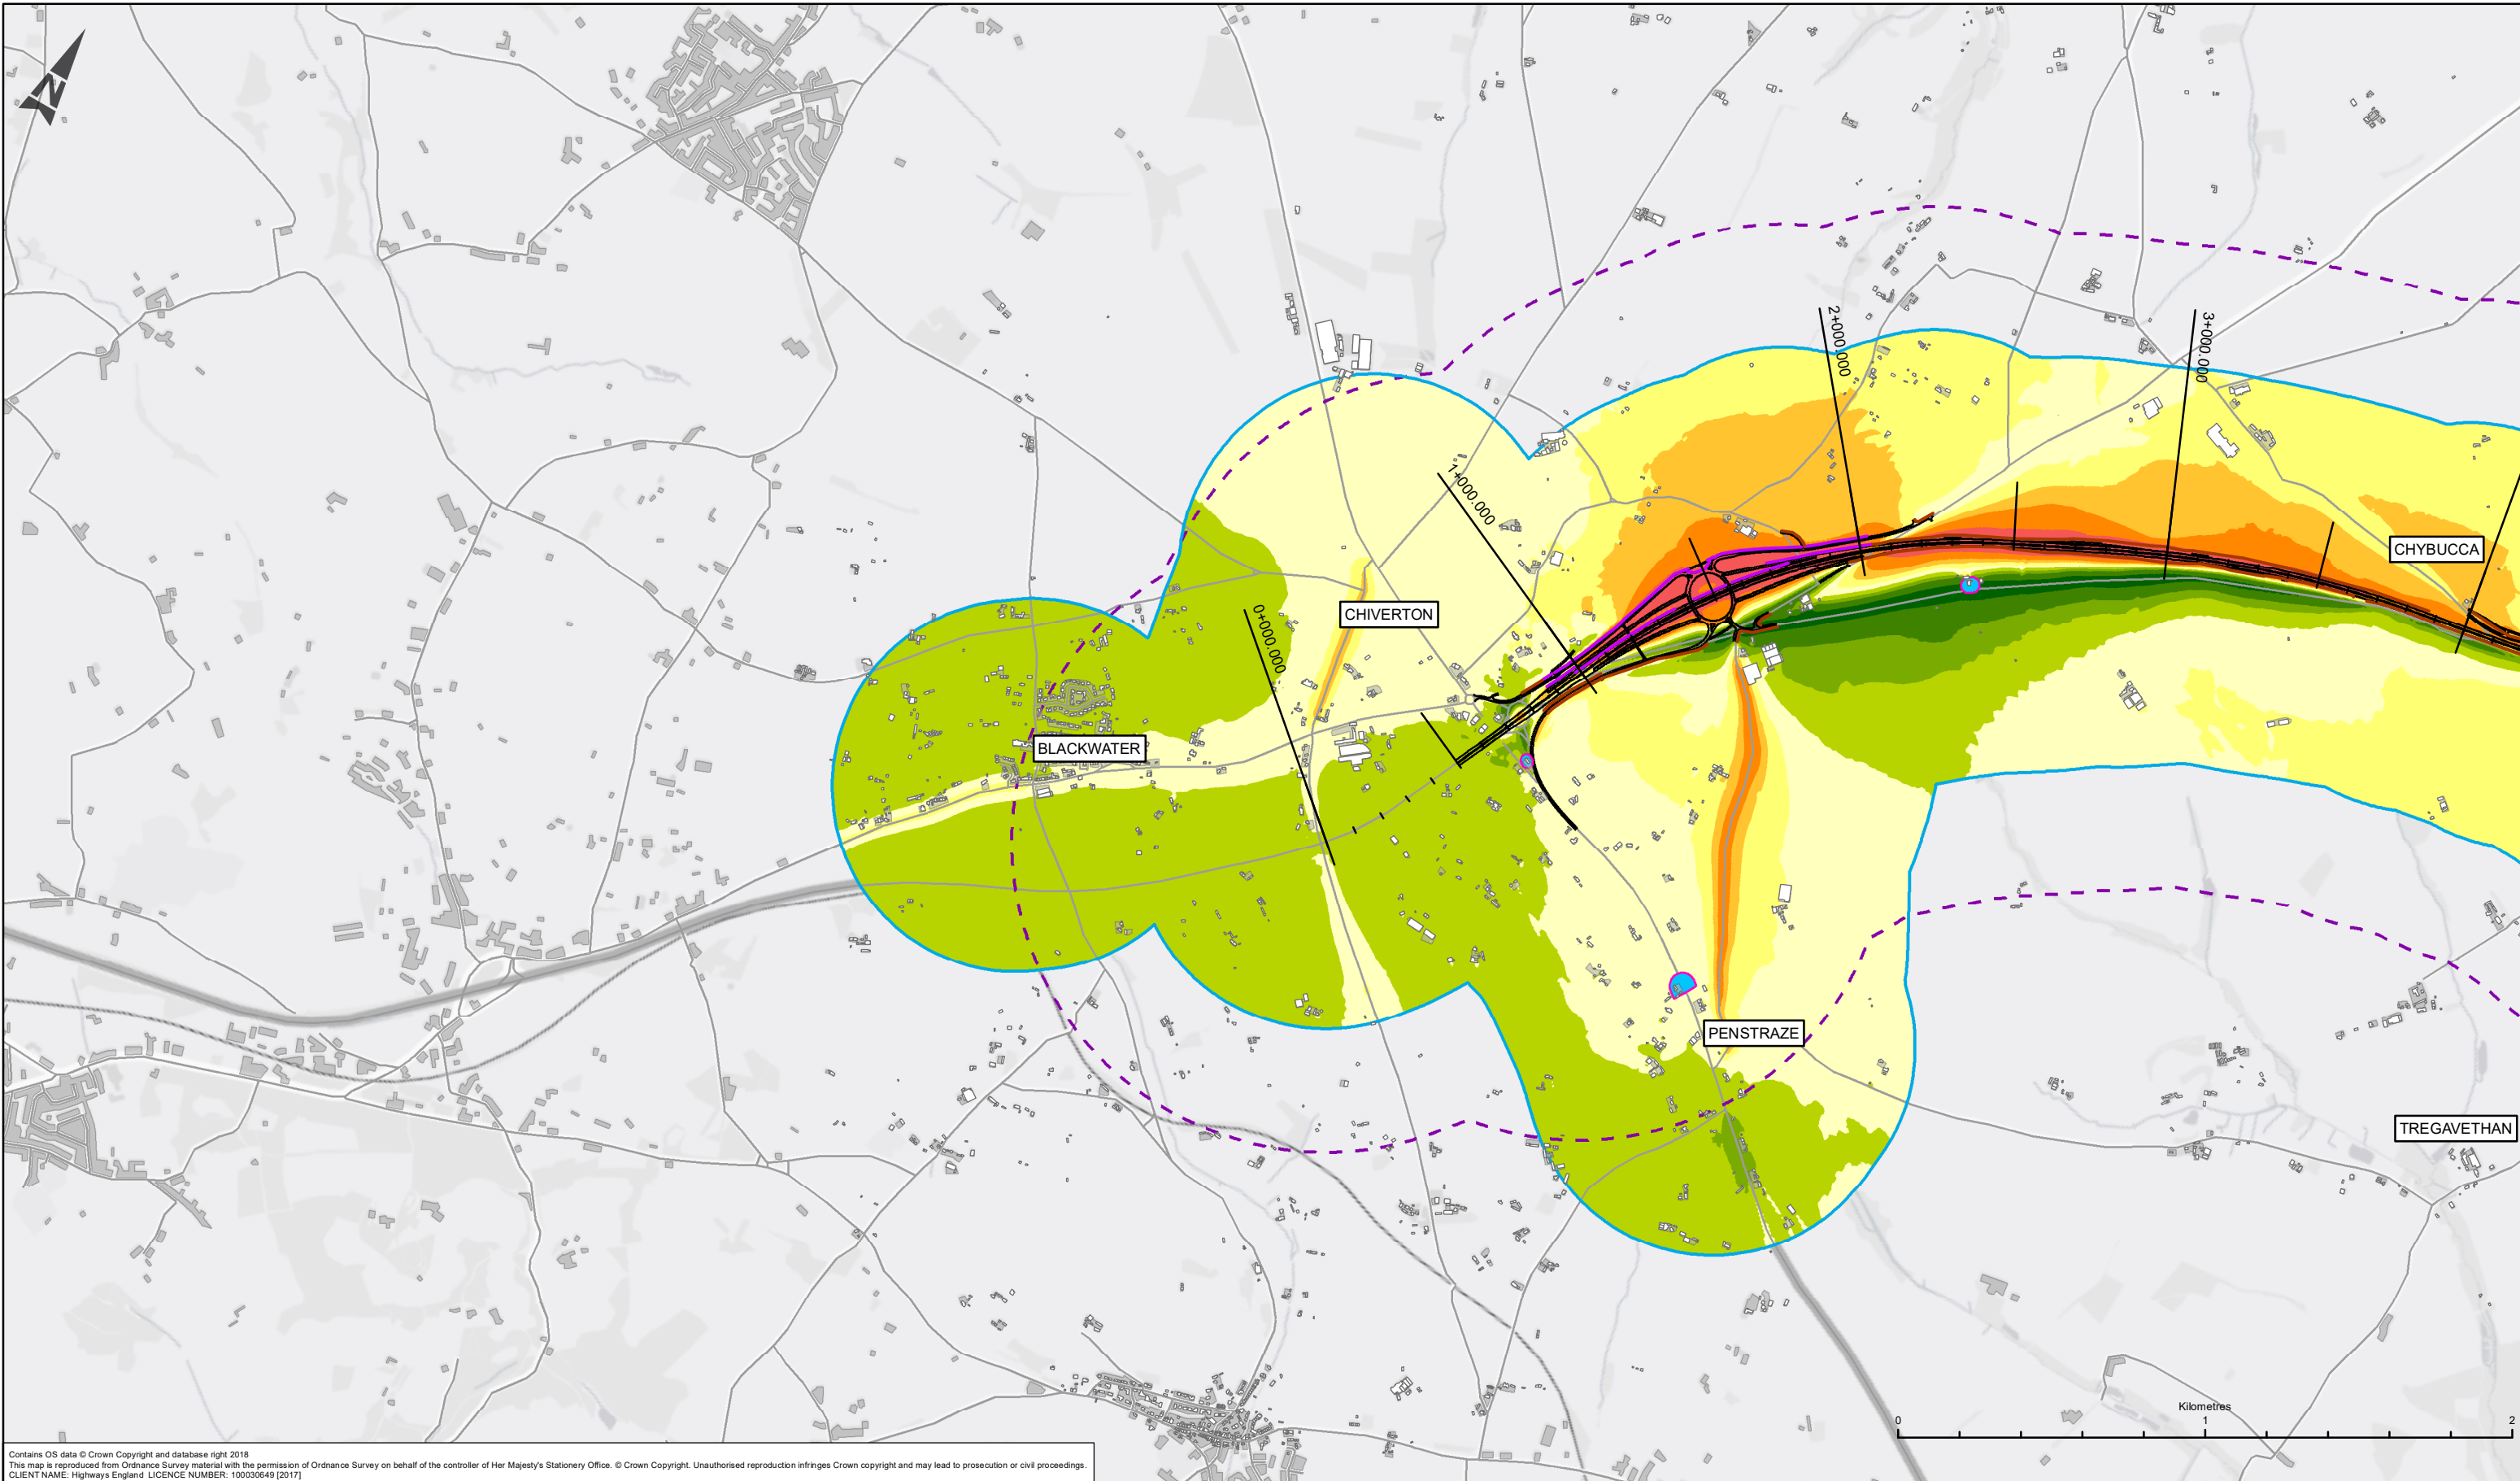 N
2+000.000
3+000.000
1+000.000
CHYBUCCA
0+000.000
CHIVERTON
BLACKWATER
PENSTRAZE
TREGAVETHAN
Kilometres
0 1 2
Contains OS data © Crown Copyright and database right 2018
This map is reproduced from Ordnance Survey material with the permission of Ordnance Survey on behalf of the controller of Her Majesty's Stationery Office. © Crown Copyright. Unauthorised reproduction infringes Crown copyright and may lead to prosecution or civil proceedings.
CLIENT NAME: Highways England LICENCE NUMBER: 100030649 [2017]